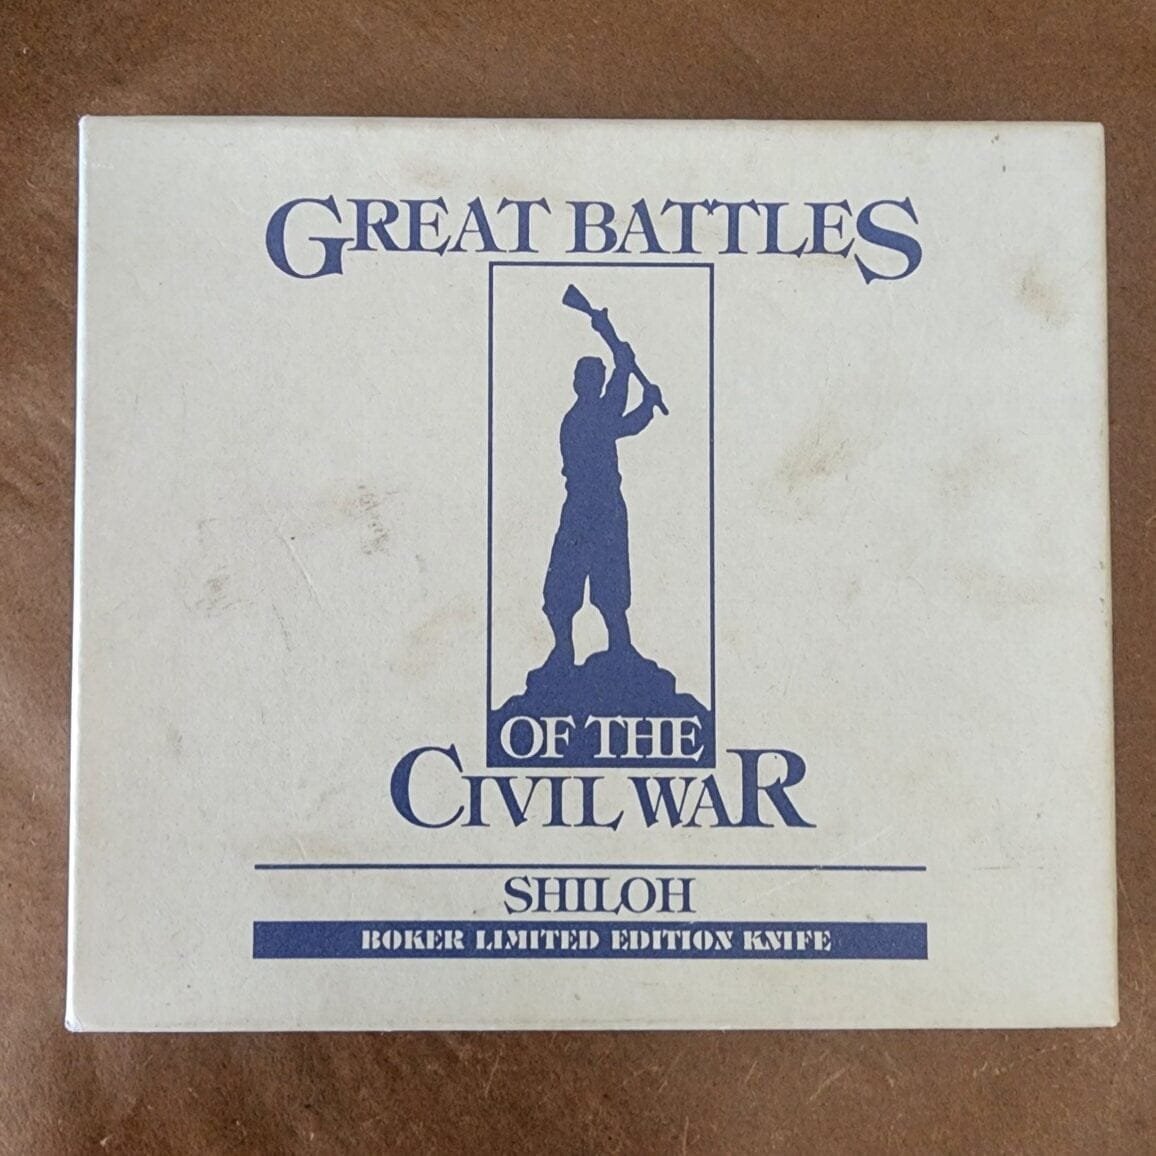 GREAT BATTLES
OF THE
CIVIL WAR
SHILOH
BOKER LIMITED EDITION KNIFE